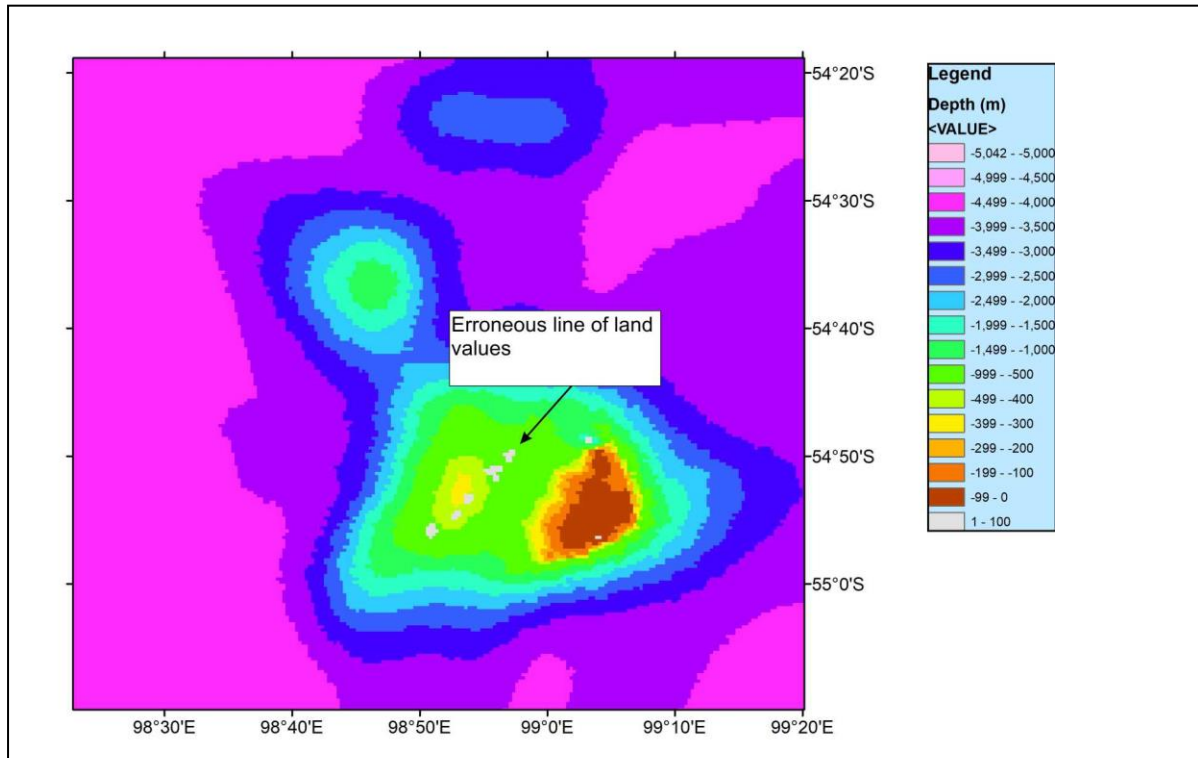 54°20'S
54°30'S
54°40'S
54°50'S
55°0'S
98°30'E
98°40'E
98°50'E
99°0'E
99°10'E
99°20'E
Erroneous line of land
values
Legend
Depth (m)
<VALUE>
-5,042 - -5,000
-4,999 - -4,500
-4,499 - -4,000
-3,999 - -3,500
-3,499 - -3,000
-2,999 - -2,500
-2,499 - -2,000
-1,999 - -1,500
-1,499 - -1,000
-999 - -500
-499 - -400
-399 - -300
-299 - -200
-199 - -100
-99 - 0
1 - 100